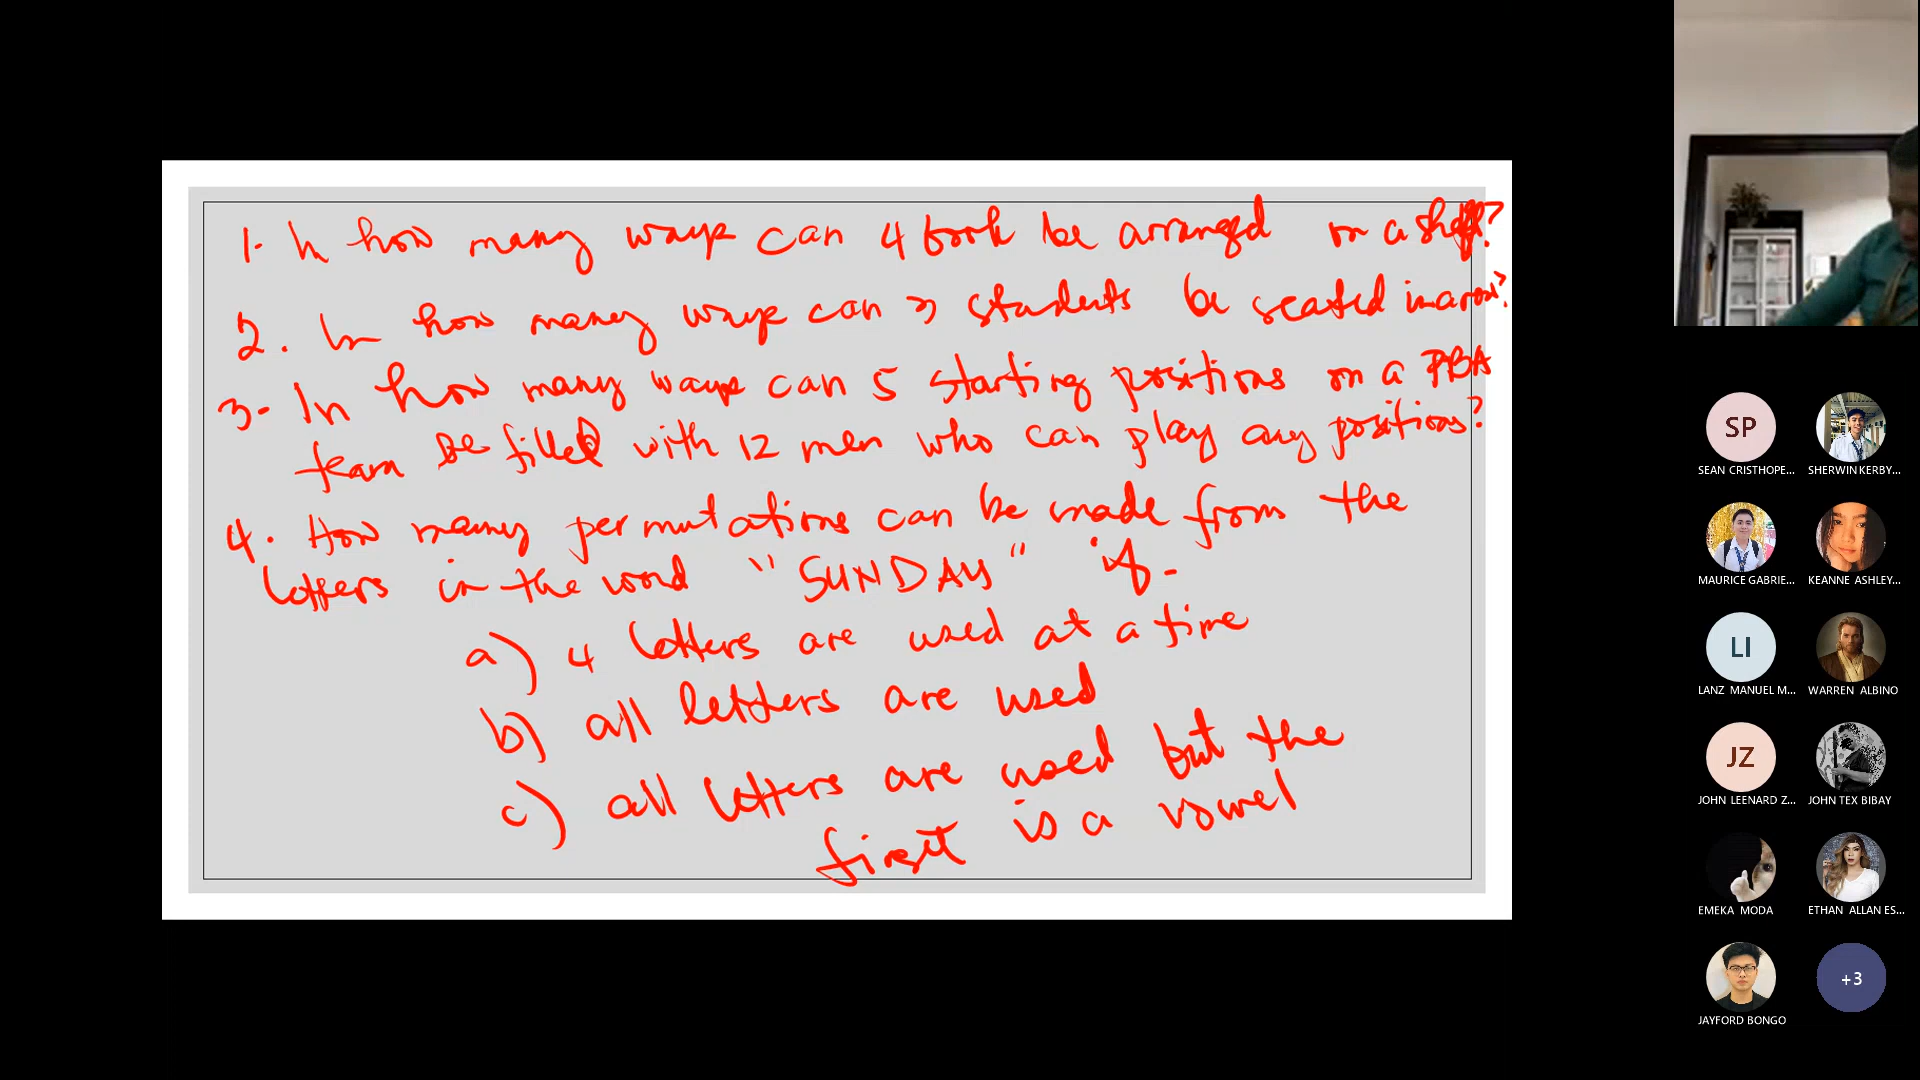 1. In how many ways can 4 book be arranged on a shelf?
2. In how many ways can students be seated in a row?
3. In how many ways can 5 starting positions on a PBA
team be filled with 12 men who can play any positions?
4. How many permutations can be made from the
letters in the word "SUNDAY" if.
a) 4 letters are used at a time
b) all letters are used
c) all letters are used but the
first is a vowel
SP
SEAN CRISTHOPE...
SHERWIN KERBY...
MAURICE GABRIE...
KEANNE ASHLEY...
LI
LANZ MANUEL M...
WARREN ALBINO
JZ
JOHN LEENARD Z...
JOHN TEX BIBAY
EMEKA MODA
ETHAN ALLAN ES...
JAYFORD BONGO
+3